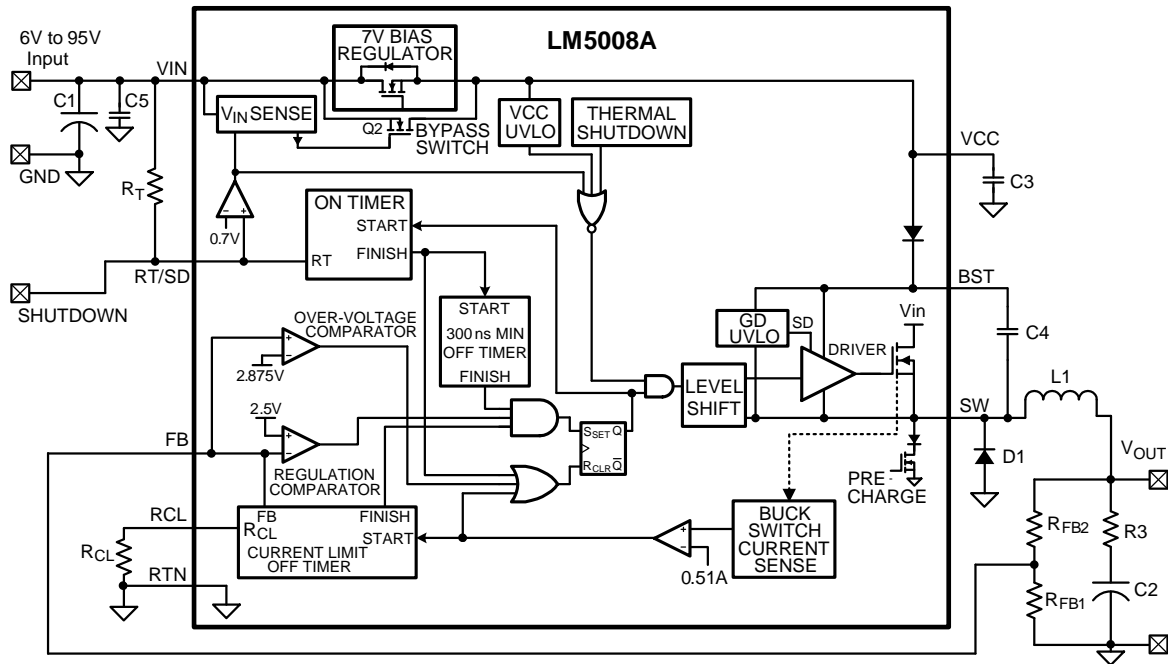 LM5008A
6V to 95V
Input
7V BIAS
REGULATOR
VIN
C1
C5
VIN SENSE
Q2
BYPASS
SWITCH
VCC
UVLO
THERMAL
SHUTDOWN
VCC
C3
GND
RT
0.7V
ON TIMER
START
FINISH
RT
RT/SD
SHUTDOWN
START
300 ns MIN
OFF TIMER
FINISH
OVER-VOLTAGE
COMPARATOR
2.875V
BST
Vin
GD
UVLO
SD
DRIVER
C4
LEVEL
SHIFT
L1
SW
2.5V
FB
REGULATION
COMPARATOR
SSET Q
RCLR Q̅
D1
VOUT
PRE -
CHARGE
RCL
FB
FINISH
RCL
START
CURRENT LIMIT
OFF TIMER
RCL
RTN
0.51A
BUCK
SWITCH
CURRENT
SENSE
RFB2
R3
RFB1
C2